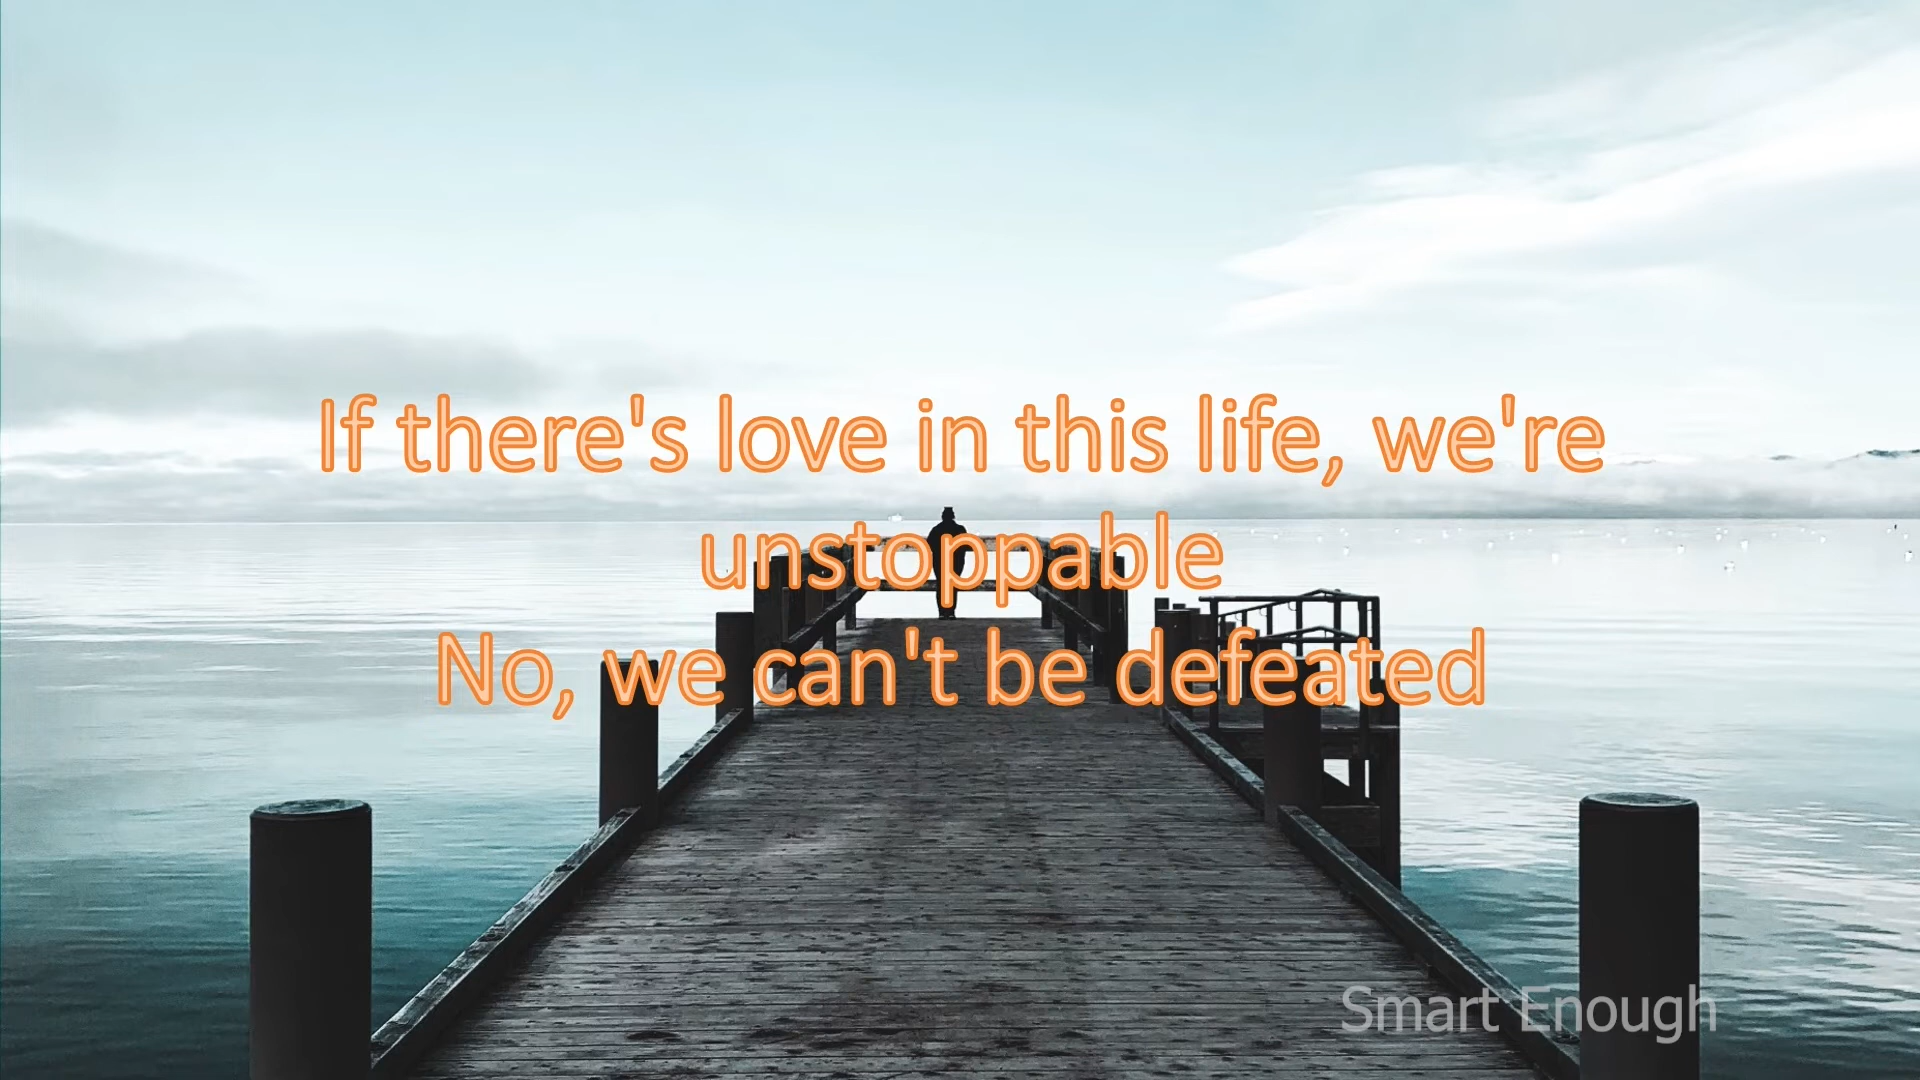 If there's love in this life, we're
unstoppable
No, we can't be defeated
Smart Enough